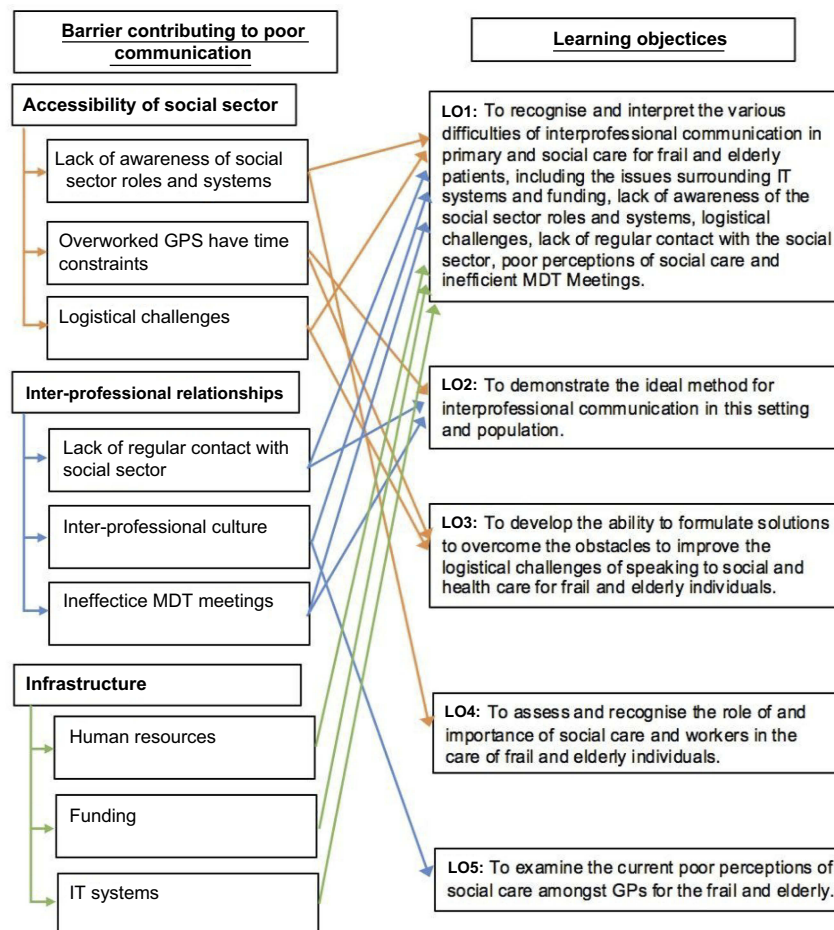 Barrier contributing to poor
communication
Accessibility of social sector
Lack of awareness of social
sector roles and systems
Overworked GPS have time
constraints
Logistical challenges
Inter-professional relationships
Lack of regular contact with
social sector
Inter-professional culture
Ineffectice MDT meetings
Infrastructure
Human resources
Funding
IT systems
Learning objectices
LO1: To recognise and interpret the various
difficulties of interprofessional communication in
primary and social care for frail and elderly
patients, including the issues surrounding IT
systems and funding, lack of awareness of the
social sector roles and systems, logistical
challenges, lack of regular contact with the social
sector, poor perceptions of social care and
inefficient MDT Meetings.
LO2: To demonstrate the ideal method for
interprofessional communication in this setting
and population.
LO3: To develop the ability to formulate solutions
to overcome the obstacles to improve the
logistical challenges of speaking to social and
health care for frail and elderly individuals.
LO4: To assess and recognise the role of and
importance of social care and workers in the
care of frail and elderly individuals.
LO5: To examine the current poor perceptions of
social care amongst GPs for the frail and elderly.